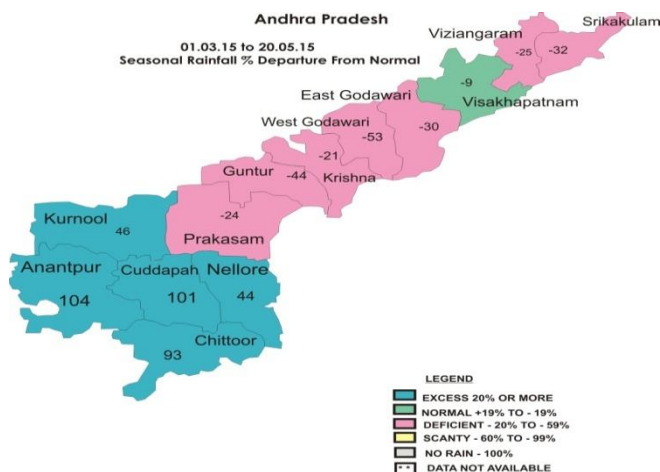 Andhra Pradesh
01.03.15 to 20.05.15
Seasonal Rainfall % Departure From Normal
Srikakulam
Viziangaram
-25
-32
-9
Visakhapatnam
East Godawari
-30
West Godawari
-53
-21
Krishna
Guntur
-44
-24
Prakasam
Kurnool
46
Anantpur
104
Cuddapah
101
Nellore
44
93
Chittoor
LEGEND
EXCESS 20% OR MORE
NORMAL +19% TO - 19%
DEFICIENT - 20% TO - 59%
SCANTY - 60% TO - 99%
NO RAIN - 100%
DATA NOT AVAILABLE